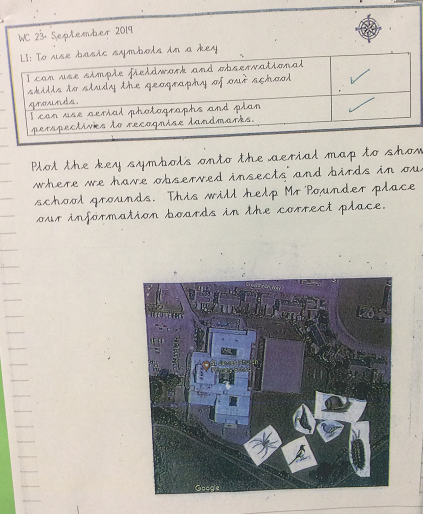 WC 23. September 2019
LI: To use basic symbols in a key
I can use simple fieldwork and observational
skills to study the geography of our school
grounds.
I can use aerial photographs and plan
perspectives to recognise landmarks.
Plot the key symbols onto the aerial map to show
where we have observed insects and birds in our
school grounds. This will help Mr Pounder place
our information boards in the correct place.
Google